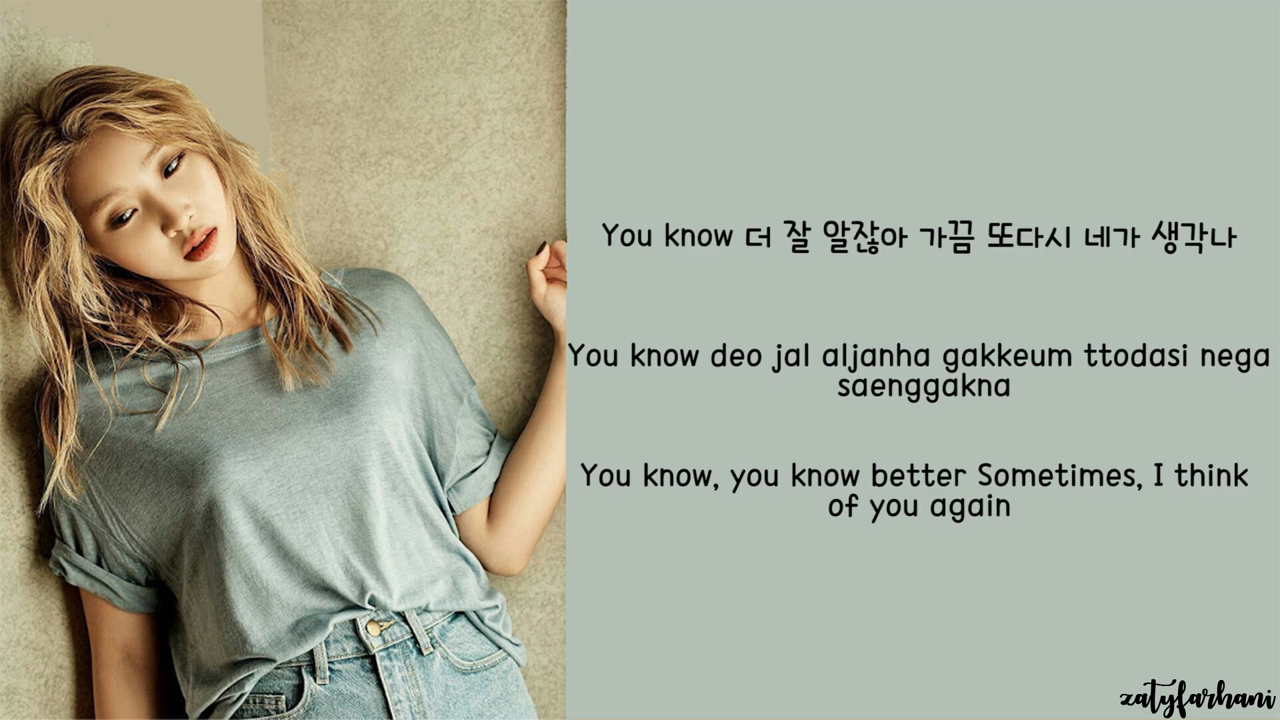 You know 더 잘 알잖아 가끔 또다시 네가 생각나
You know deo jal aljanha gakkeum ttodasi nega
saenggakna
You know, you know better Sometimes, I think
of you again
zatyfarhani